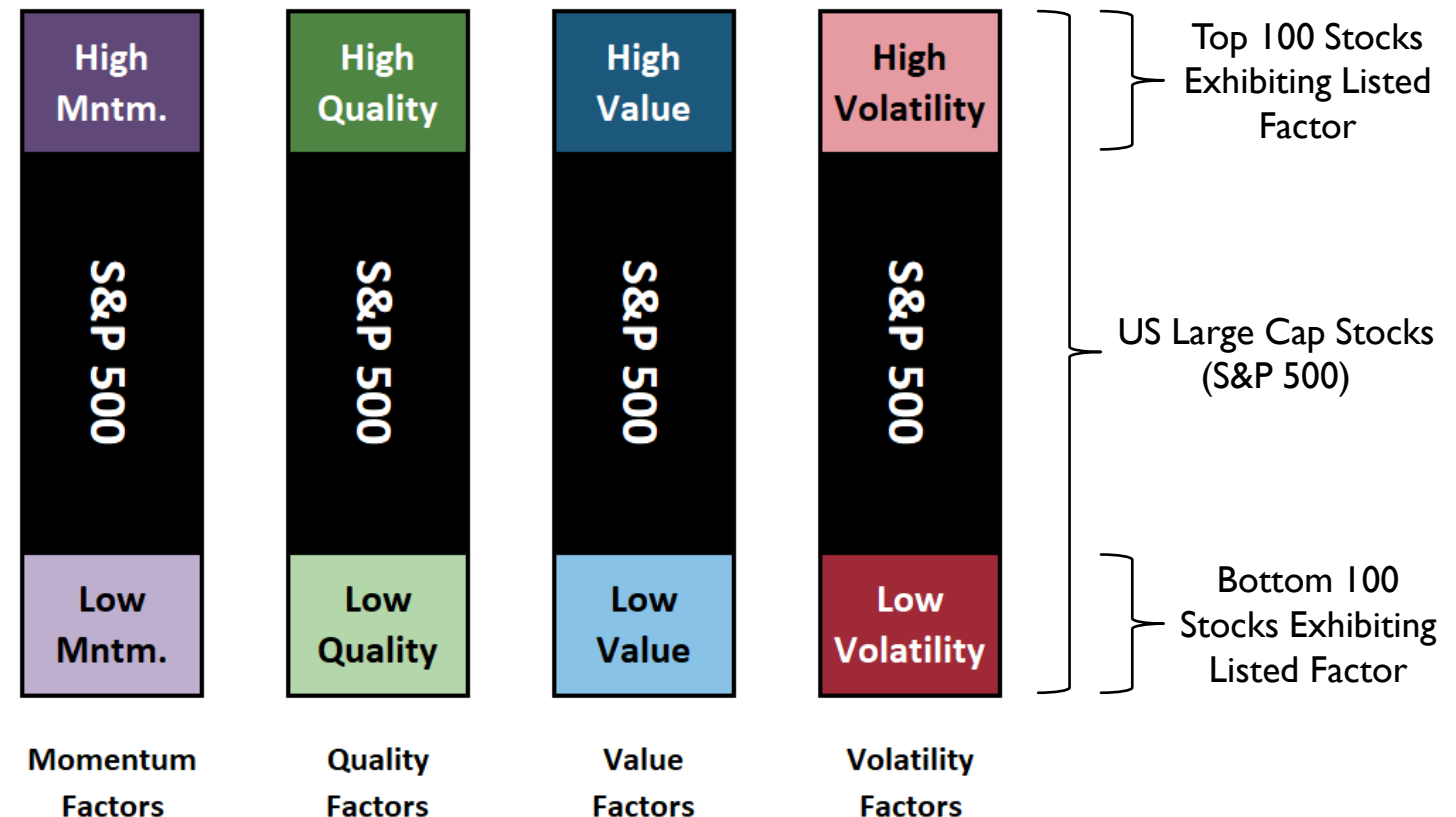 High
Mntm.
High
Quality
High
Value
High
Volatility
Top 100 Stocks
Exhibiting Listed
Factor
S&P 500
S&P 500
S&P 500
S&P 500
US Large Cap Stocks
(S&P 500)
Low
Mntm.
Low
Quality
Low
Value
Low
Volatility
Bottom 100
Stocks Exhibiting
Listed Factor
Momentum
Factors
Quality
Factors
Value
Factors
Volatility
Factors